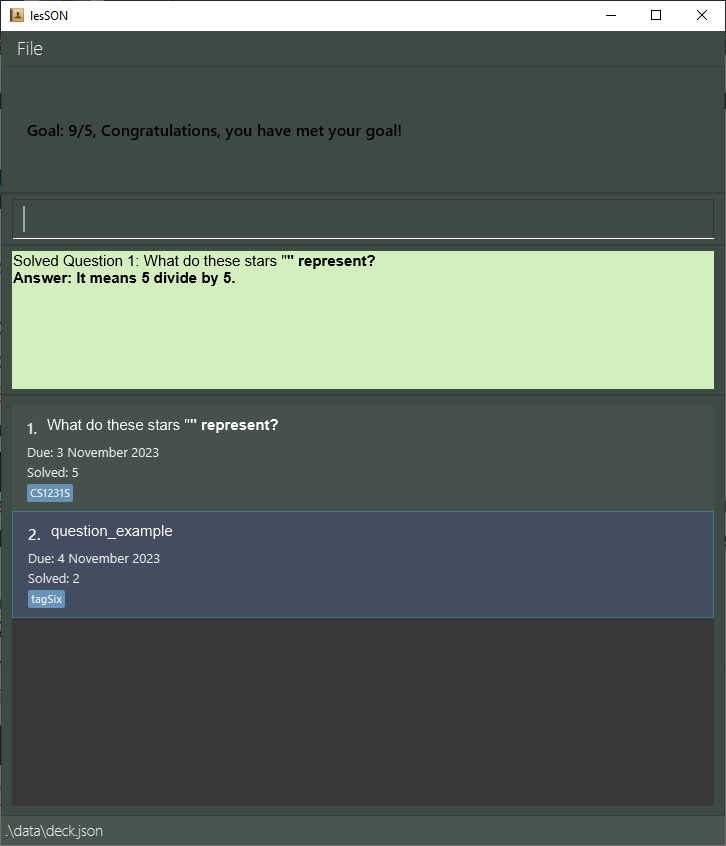 lesSON
File
Goal: 9/5, Congratulations, you have met your goal!
Solved Question 1: What do these stars "" represent?
Answer: It means 5 divide by 5.
1. What do these stars "" represent?
Due: 3 November 2023
Solved: 5
CS1231S
2. question_example
Due: 4 November 2023
Solved: 2
tagSix
.\data\deck.json